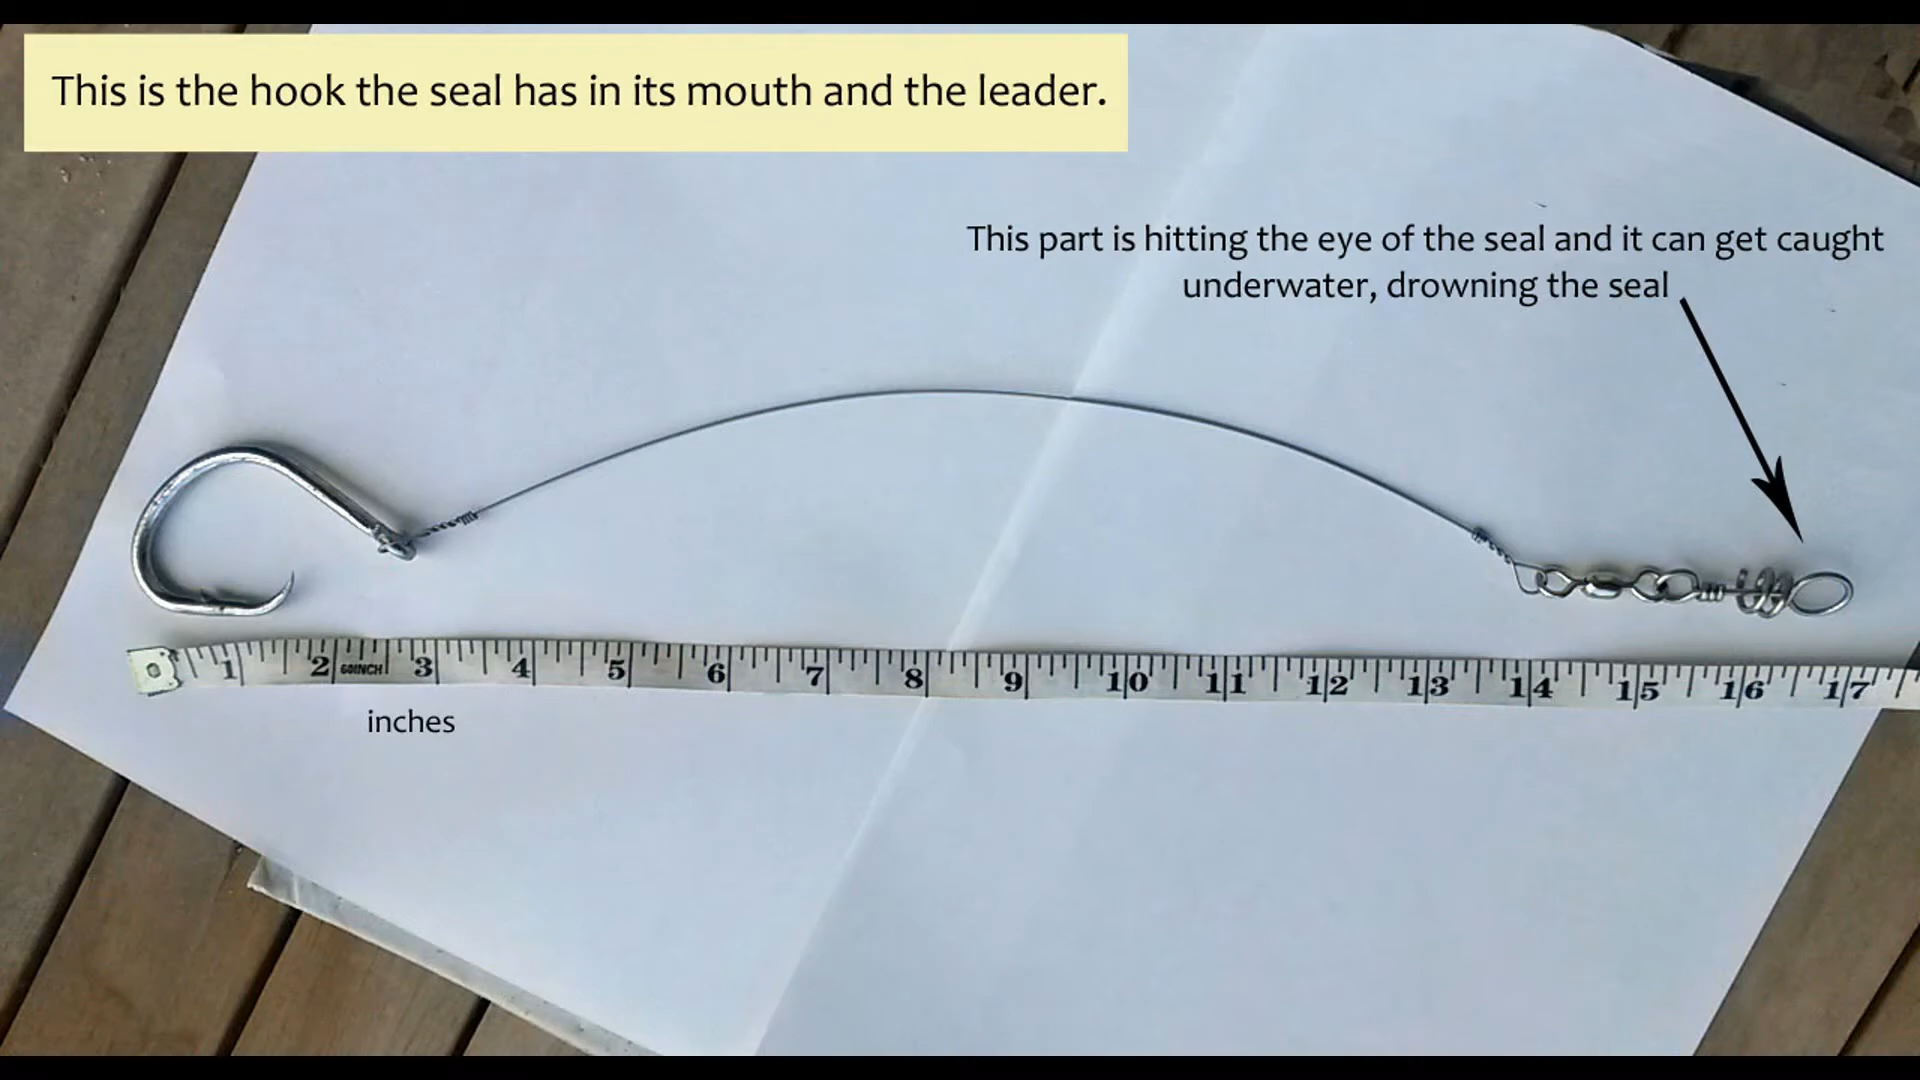 This is the hook the seal has in its mouth and the leader.
This part is hitting the eye of the seal and it can get caught
underwater, drowning the seal
1 2 60INCH 3 4 5 6 7 8 9 10 11 12 13 14 15 16 17
inches